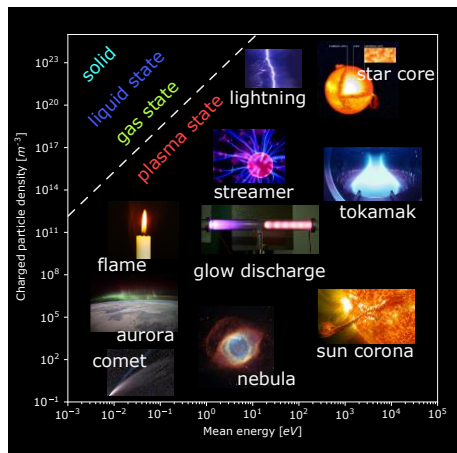 solid
liquid state
gas state
plasma state
lightning
star core
streamer
tokamak
flame
glow discharge
aurora
sun corona
comet
nebula
Charged particle density [m⁻³]
10²³
10²⁰
10¹⁷
10¹⁴
10¹¹
10⁸
10⁵
10²
10⁻¹
10⁻³ 10⁻² 10⁻¹ 10⁰ 10¹ 10² 10³ 10⁴ 10⁵
Mean energy [eV]